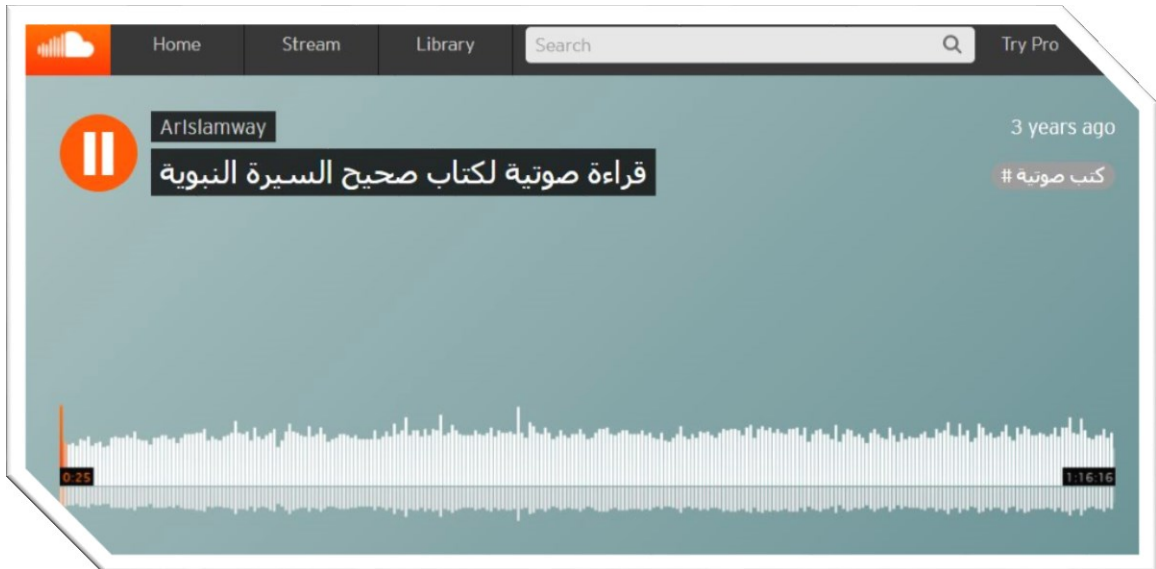 Home Stream Library Search Try Pro
ArIslamway 3 years ago
قراءة صوتية لكتاب صحيح السيرة النبوية
كتب صوتية #
0:25 1:16:16